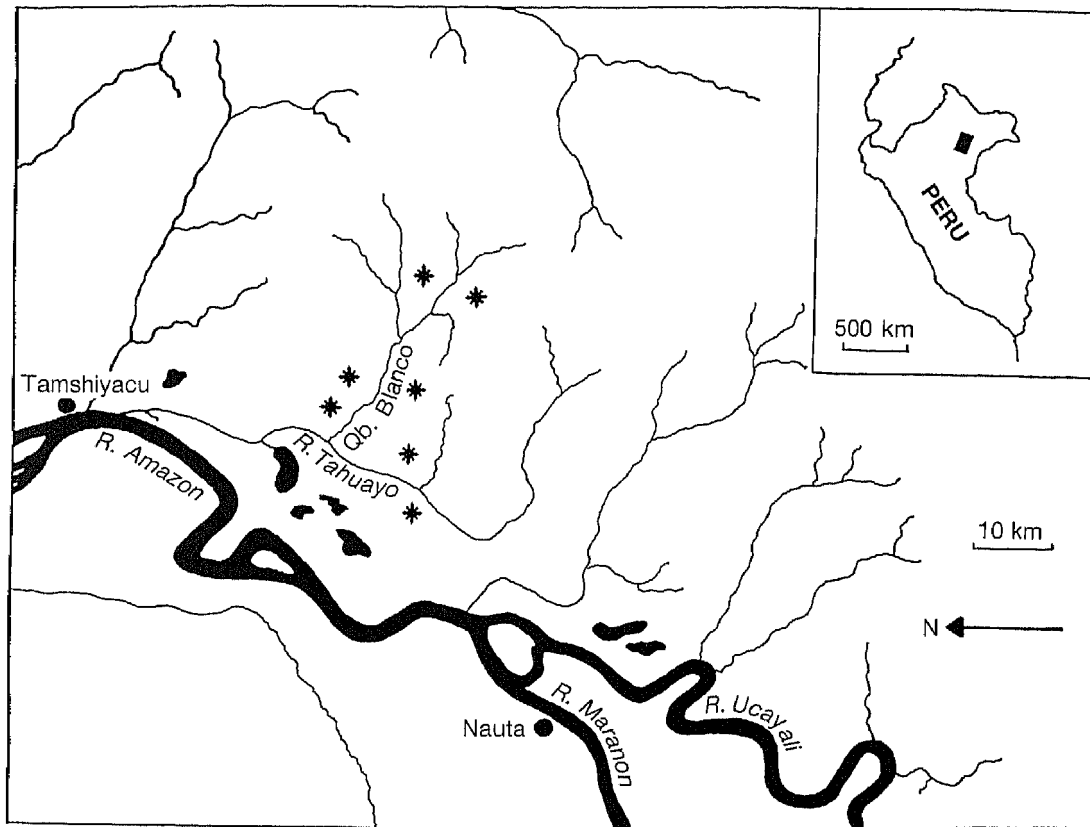 PERU
500 km
Tamshiyacu
R. Amazon
Qb. Blanco
R. Tahuayo
10 km
N
R. Maranon
R. Ucayali
Nauta